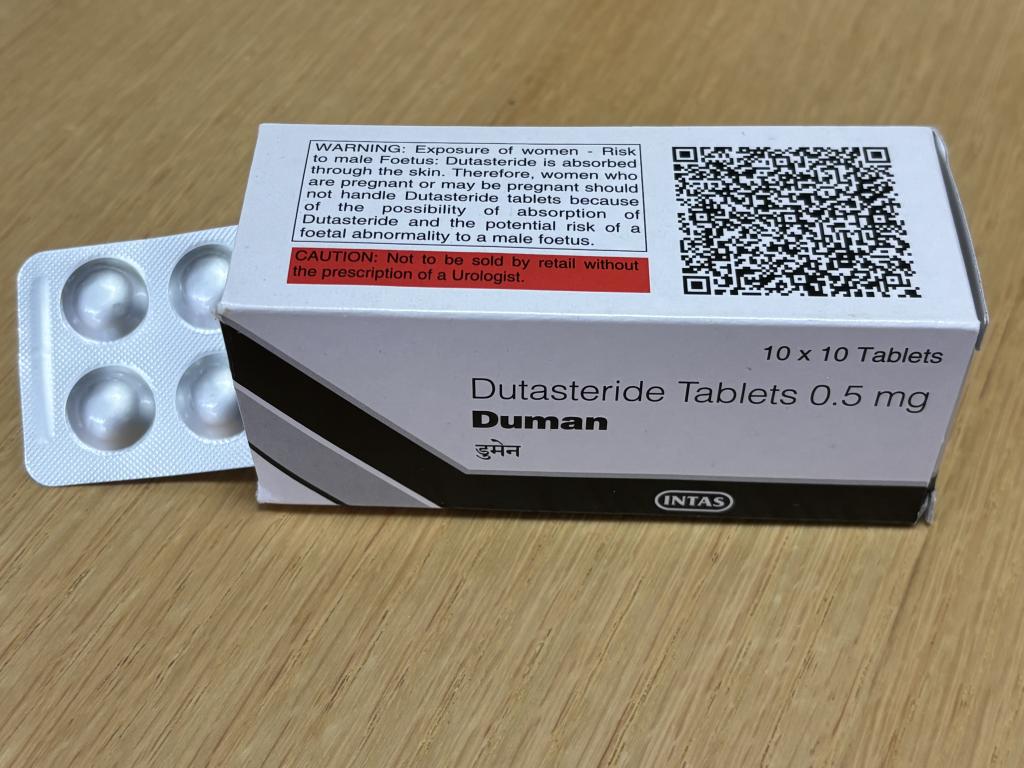 WARNING: Exposure of women - Risk
to male Foetus: Dutasteride is absorbed
through the skin. Therefore, women who
are pregnant or may be pregnant should
not handle Dutasteride tablets because
of the possibility of absorption of
Dutasteride and the potential risk of a
foetal abnormality to a male foetus.
CAUTION: Not to be sold by retail without
the prescription of a Urologist.
10 x 10 Tablets
Dutasteride Tablets 0.5 mg
Duman
डुमेन
INTAS